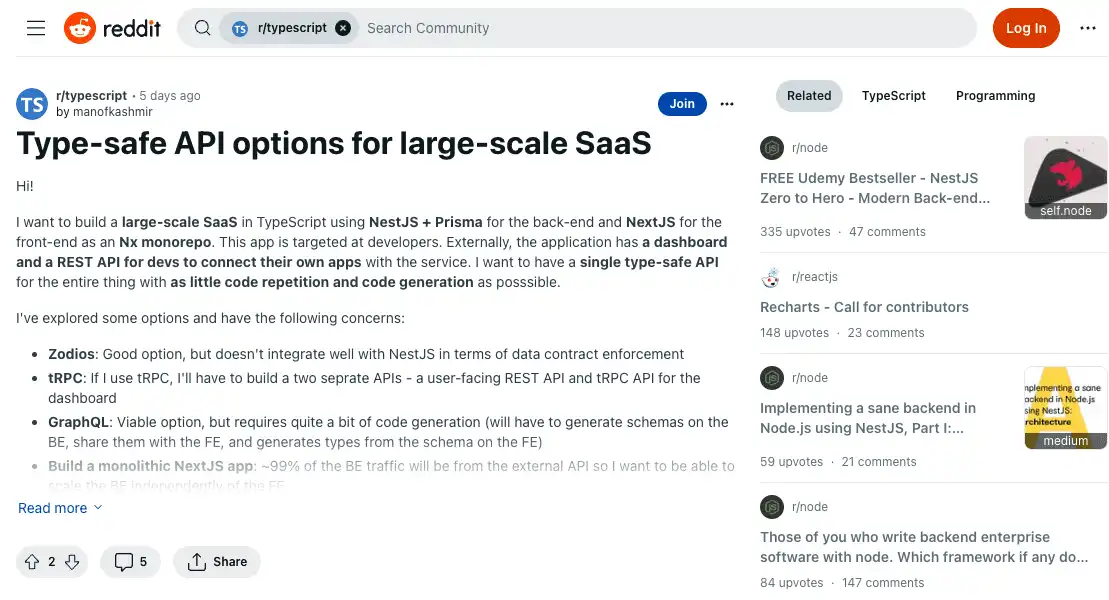 reddit
r/typescript
Search Community
Log In
TS
r/typescript • 5 days ago
by manofkashmir
Join
Type-safe API options for large-scale SaaS
Hi!
I want to build a large-scale SaaS in TypeScript using NestJS + Prisma for the back-end and NextJS for the
front-end as an Nx monorepo. This app is targeted at developers. Externally, the application has a dashboard
and a REST API for devs to connect their own apps with the service. I want to have a single type-safe API
for the entire thing with as little code repetition and code generation as posssible.
I've explored some options and have the following concerns:
• Zodios: Good option, but doesn't integrate well with NestJS in terms of data contract enforcement
• tRPC: If I use tRPC, I'll have to build a two seprate APIs - a user-facing REST API and tRPC API for the
dashboard
• GraphQL: Viable option, but requires quite a bit of code generation (will have to generate schemas on the
BE, share them with the FE, and generates types from the schema on the FE)
• Build a monolithic NextJS app: ~99% of the BE traffic will be from the external API so I want to be able to
scale the BE independently of the FE
Read more
2
5
Share
Related
TypeScript
Programming
r/node
FREE Udemy Bestseller - NestJS
Zero to Hero - Modern Back-end...
self.node
335 upvotes · 47 comments
r/reactjs
Recharts - Call for contributors
148 upvotes · 23 comments
r/node
Implementing a sane backend in
Node.js using NestJS, Part I:...
mplementing a sane
ackend in Node.js
sing NestJS:
rchitecture
medium
59 upvotes · 21 comments
r/node
Those of you who write backend enterprise
software with node. Which framework if any do...
84 upvotes · 147 comments